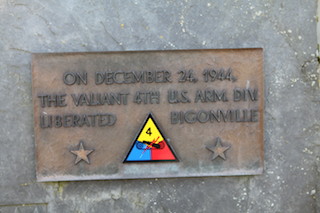 ON DECEMBER 24, 1944,
THE VALIANT 4TH U.S. ARM. DIV.
LIBERATED BIGONVILLE
4